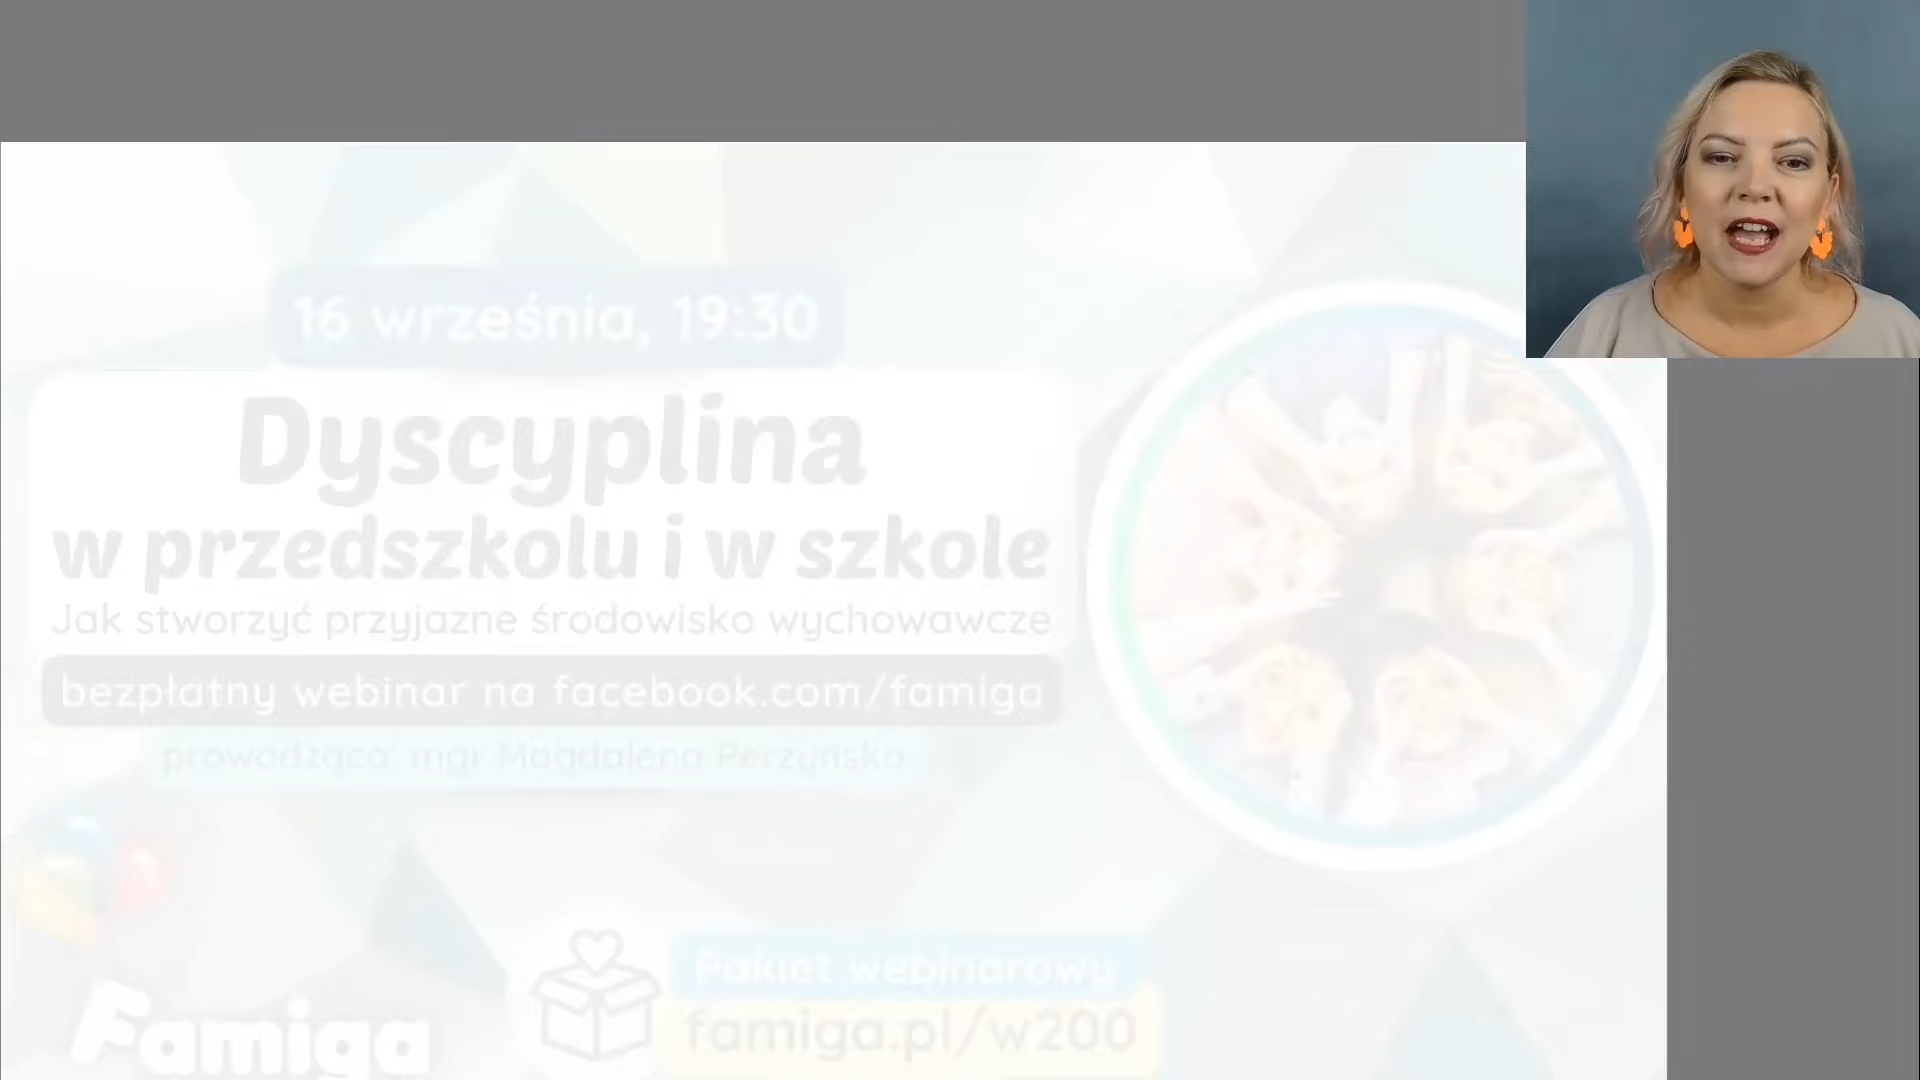 16 września, 19:30
Dyscyplina
w przedszkolu i w szkole
Jak stworzyć przyjazne środowisko wychowawcze
bezpłatny webinar na facebook.com/famiga
prowadząca: mgr Magdalena Perzyńska
Pakiet webinarowy
famiga.pl/w200
Famiga